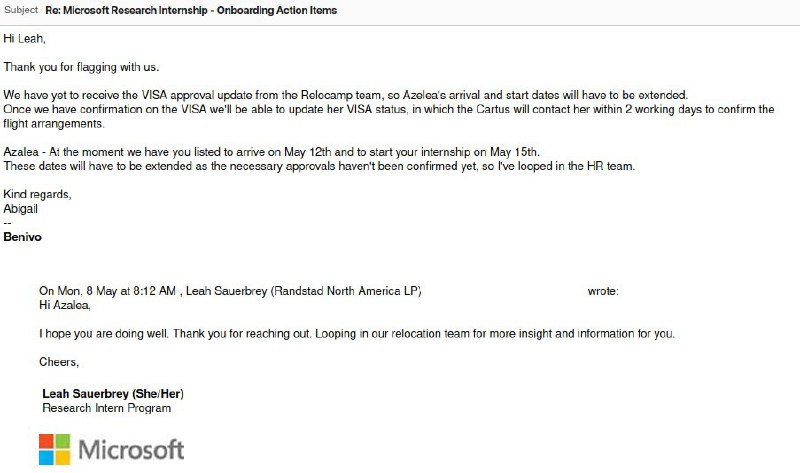 Subject Re: Microsoft Research Internship - Onboarding Action Items
Hi Leah,
Thank you for flagging with us.
We have yet to receive the VISA approval update from the Relocamp team, so Azelea's arrival and start dates will have to be extended.
Once we have confirmation on the VISA we'll be able to update her VISA status, in which the Cartus will contact her within 2 working days to confirm the
flight arrangements.
Azalea - At the moment we have you listed to arrive on May 12th and to start your internship on May 15th.
These dates will have to be extended as the necessary approvals haven't been confirmed yet, so I've looped in the HR team.
Kind regards,
Abigail
--
Benivo
On Mon, 8 May at 8:12 AM , Leah Sauerbrey (Randstad North America LP) wrote:
Hi Azalea,
I hope you are doing well. Thank you for reaching out. Looping in our relocation team for more insight and information for you.
Cheers,
Leah Sauerbrey (She/Her)
Research Intern Program
Microsoft